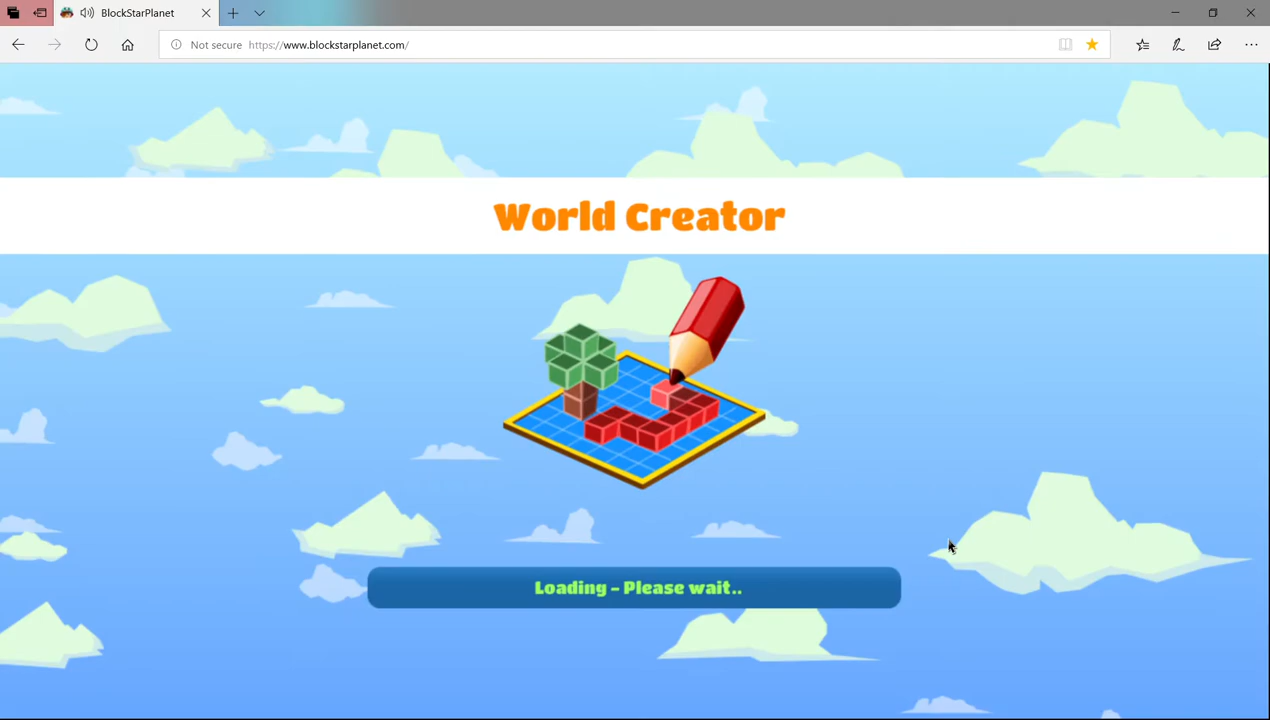 BlockStarPlanet
Not secure https://www.blockstarplanet.com/
World Creator
Loading - Please wait..